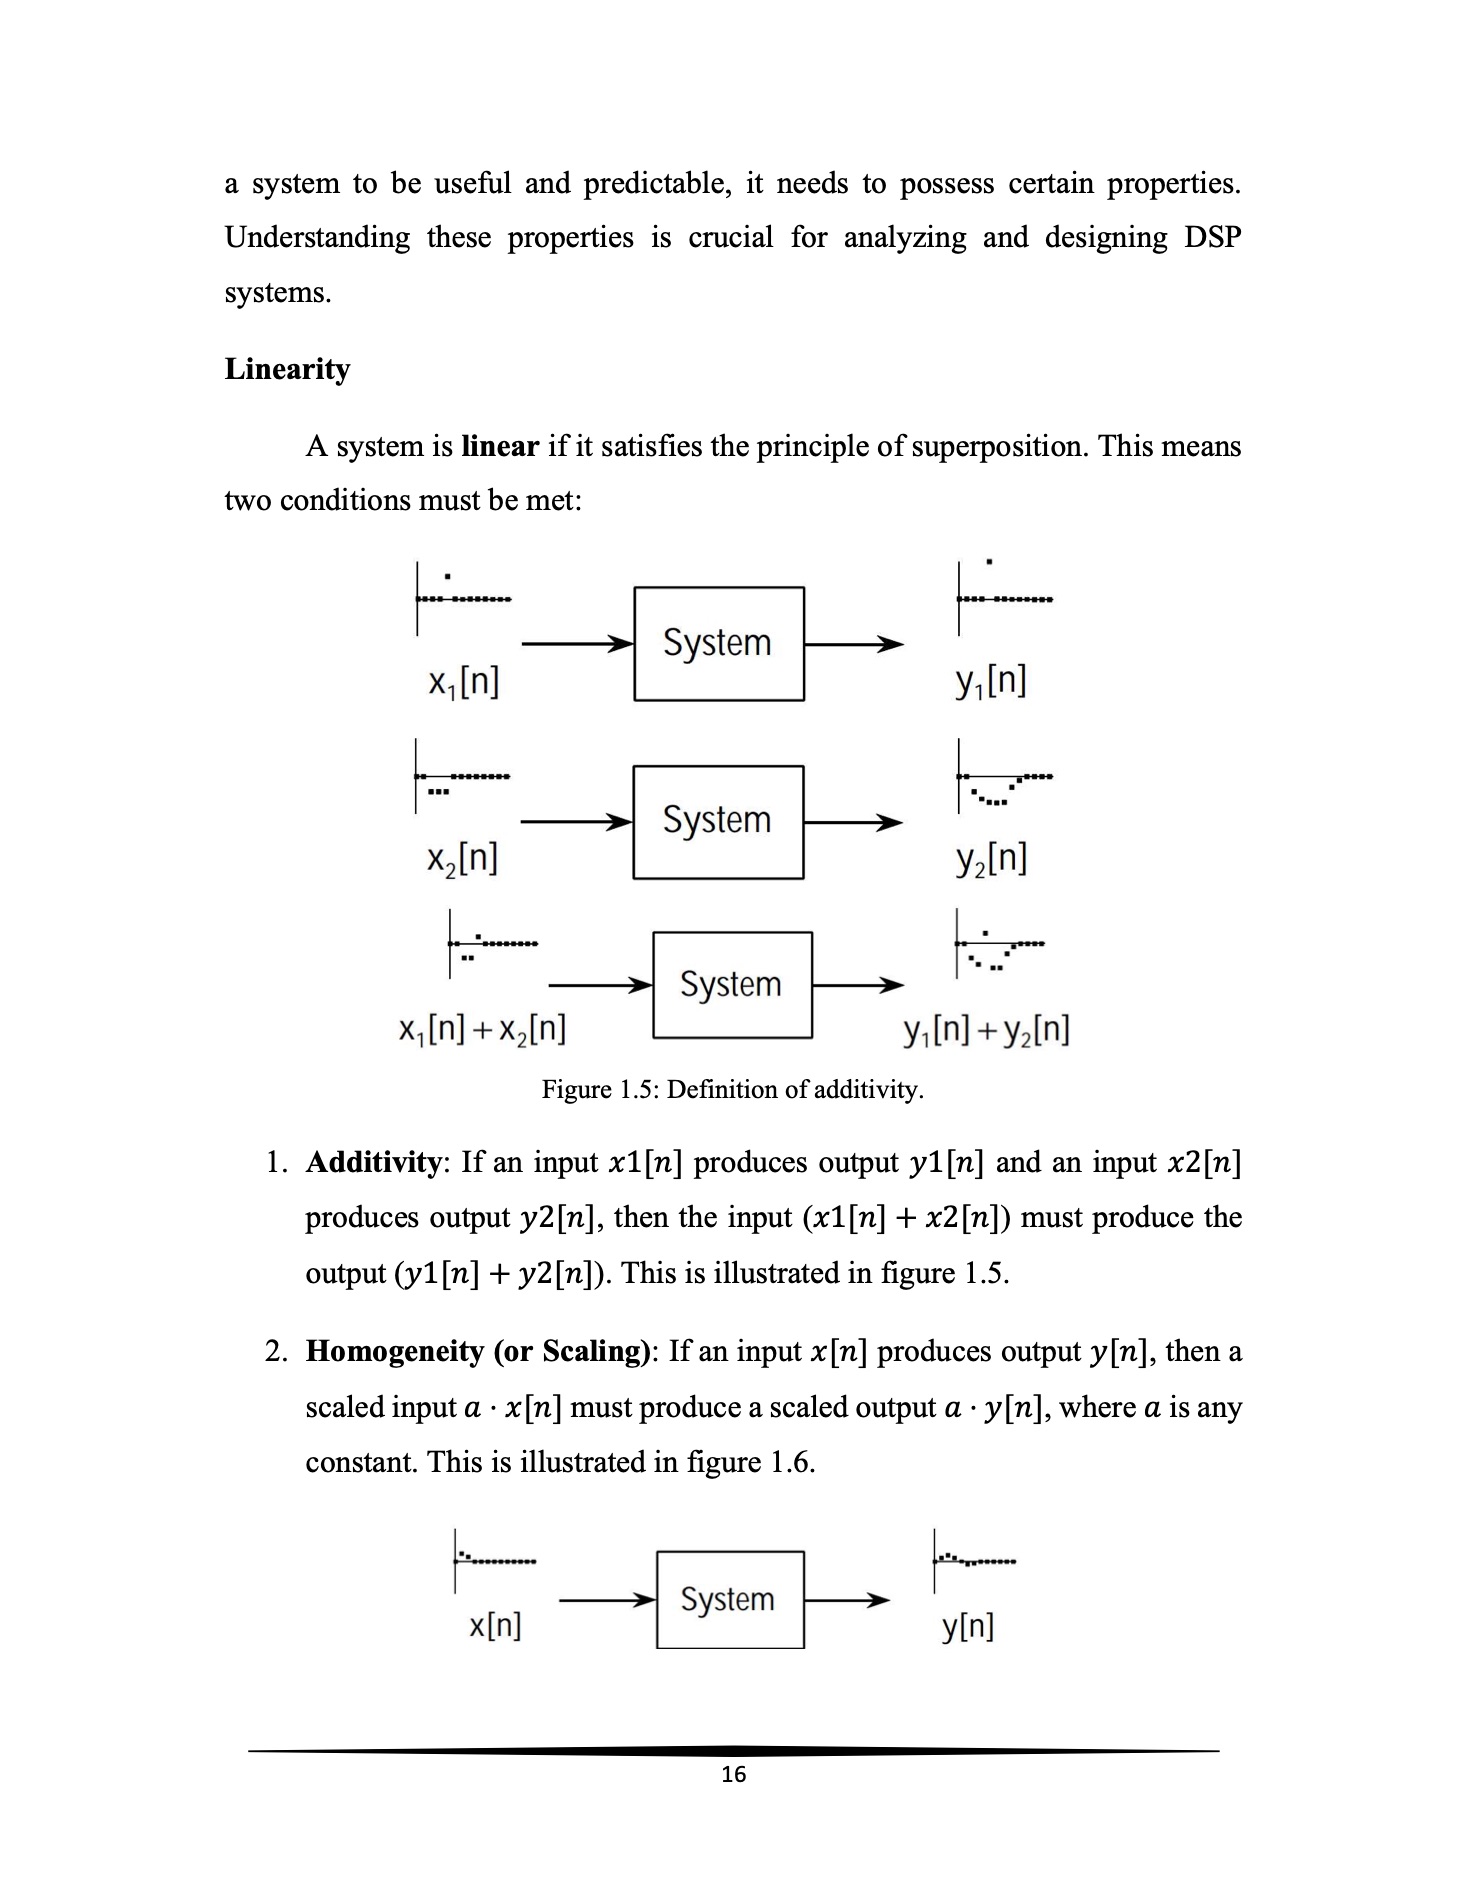 a system to be useful and predictable, it needs to possess certain properties.
Understanding these properties is crucial for analyzing and designing DSP
systems.
Linearity
A system is linear if it satisfies the principle of superposition. This means
two conditions must be met:
x₁[n] System y₁[n]
x₂[n] System y₂[n]
x₁[n]+x₂[n] System y₁[n]+y₂[n]
Figure 1.5: Definition of additivity.
1. Additivity: If an input x1[n] produces output y1[n] and an input x2[n]
produces output y2[n], then the input (x1[n] + x2[n]) must produce the
output (y1[n] + y2[n]). This is illustrated in figure 1.5.
2. Homogeneity (or Scaling): If an input x[n] produces output y[n], then a
scaled input a · x[n] must produce a scaled output a · y[n], where a is any
constant. This is illustrated in figure 1.6.
x[n] System y[n]
16